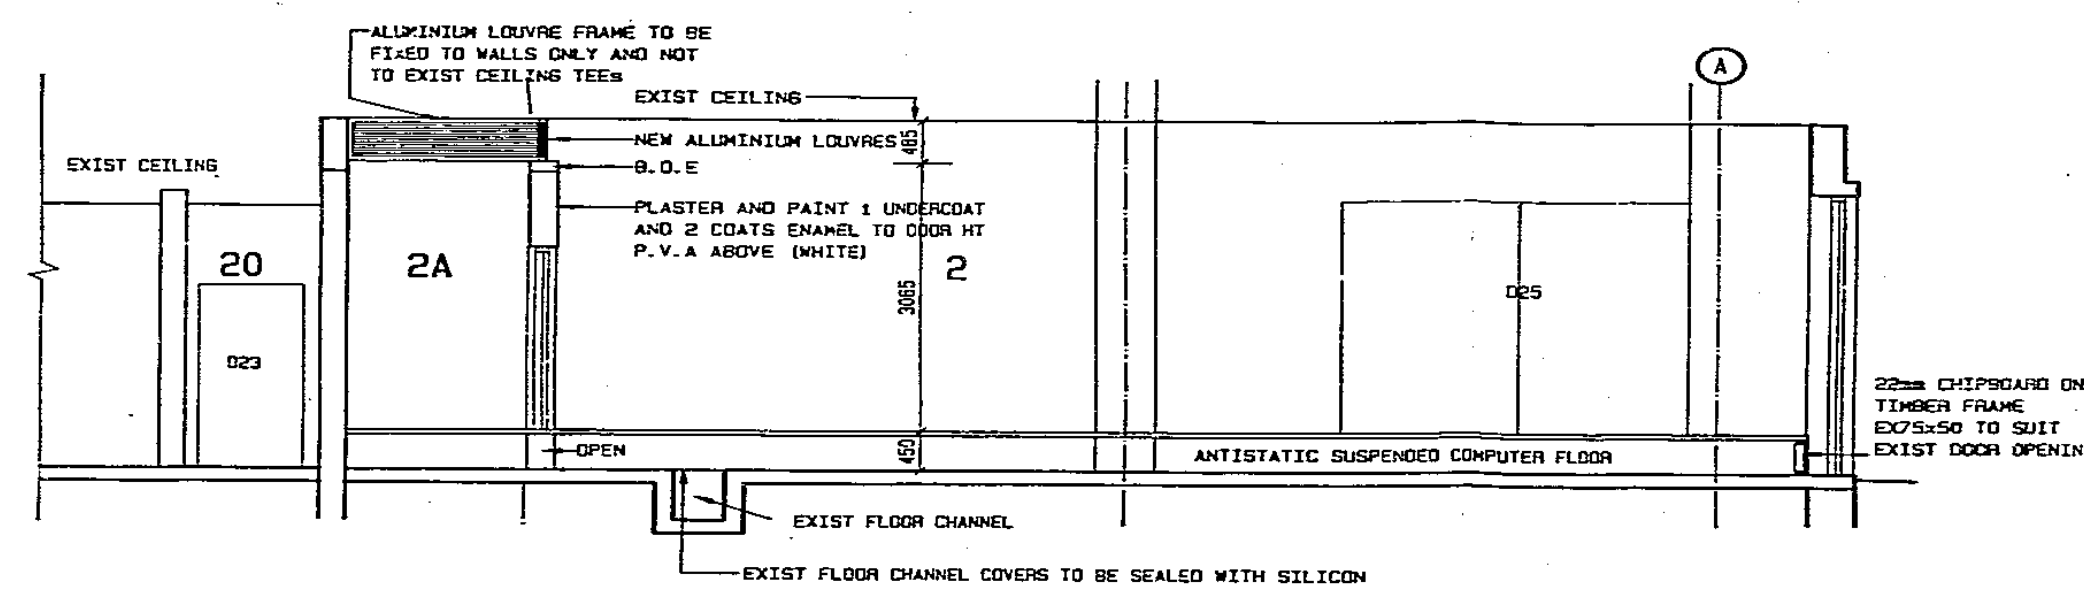 ALUMINIUM LOUVRE FRAME TO BE
FIXED TO WALLS ONLY AND NOT
TO EXIST CEILING TEES
EXIST CEILING
A
NEW ALUMINIUM LOUVRES
485
EXIST CEILING
B.O.E
PLASTER AND PAINT 1 UNDERCOAT
AND 2 COATS ENAMEL TO DOOR HT
P.V.A ABOVE (WHITE)
20
2A
2
3065
D25
D23
22mm CHIPBOARD ON
TIMBER FRAME
EX75x50 TO SUIT
EXIST DOOR OPENIN
OPEN
450
ANTISTATIC SUSPENDED COMPUTER FLOOR
EXIST FLOOR CHANNEL
EXIST FLOOR CHANNEL COVERS TO BE SEALED WITH SILICON